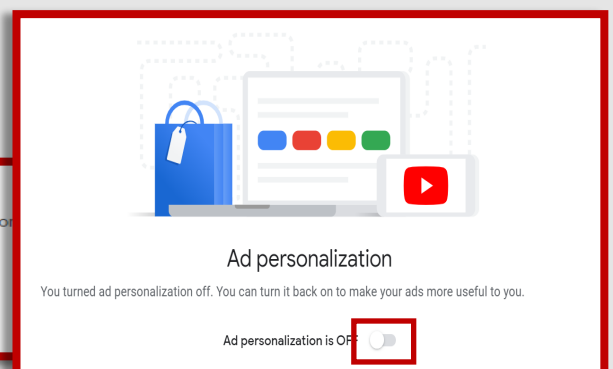 Ad personalization
You turned ad personalization off. You can turn it back on to make your ads more useful to you.
Ad personalization is OFF